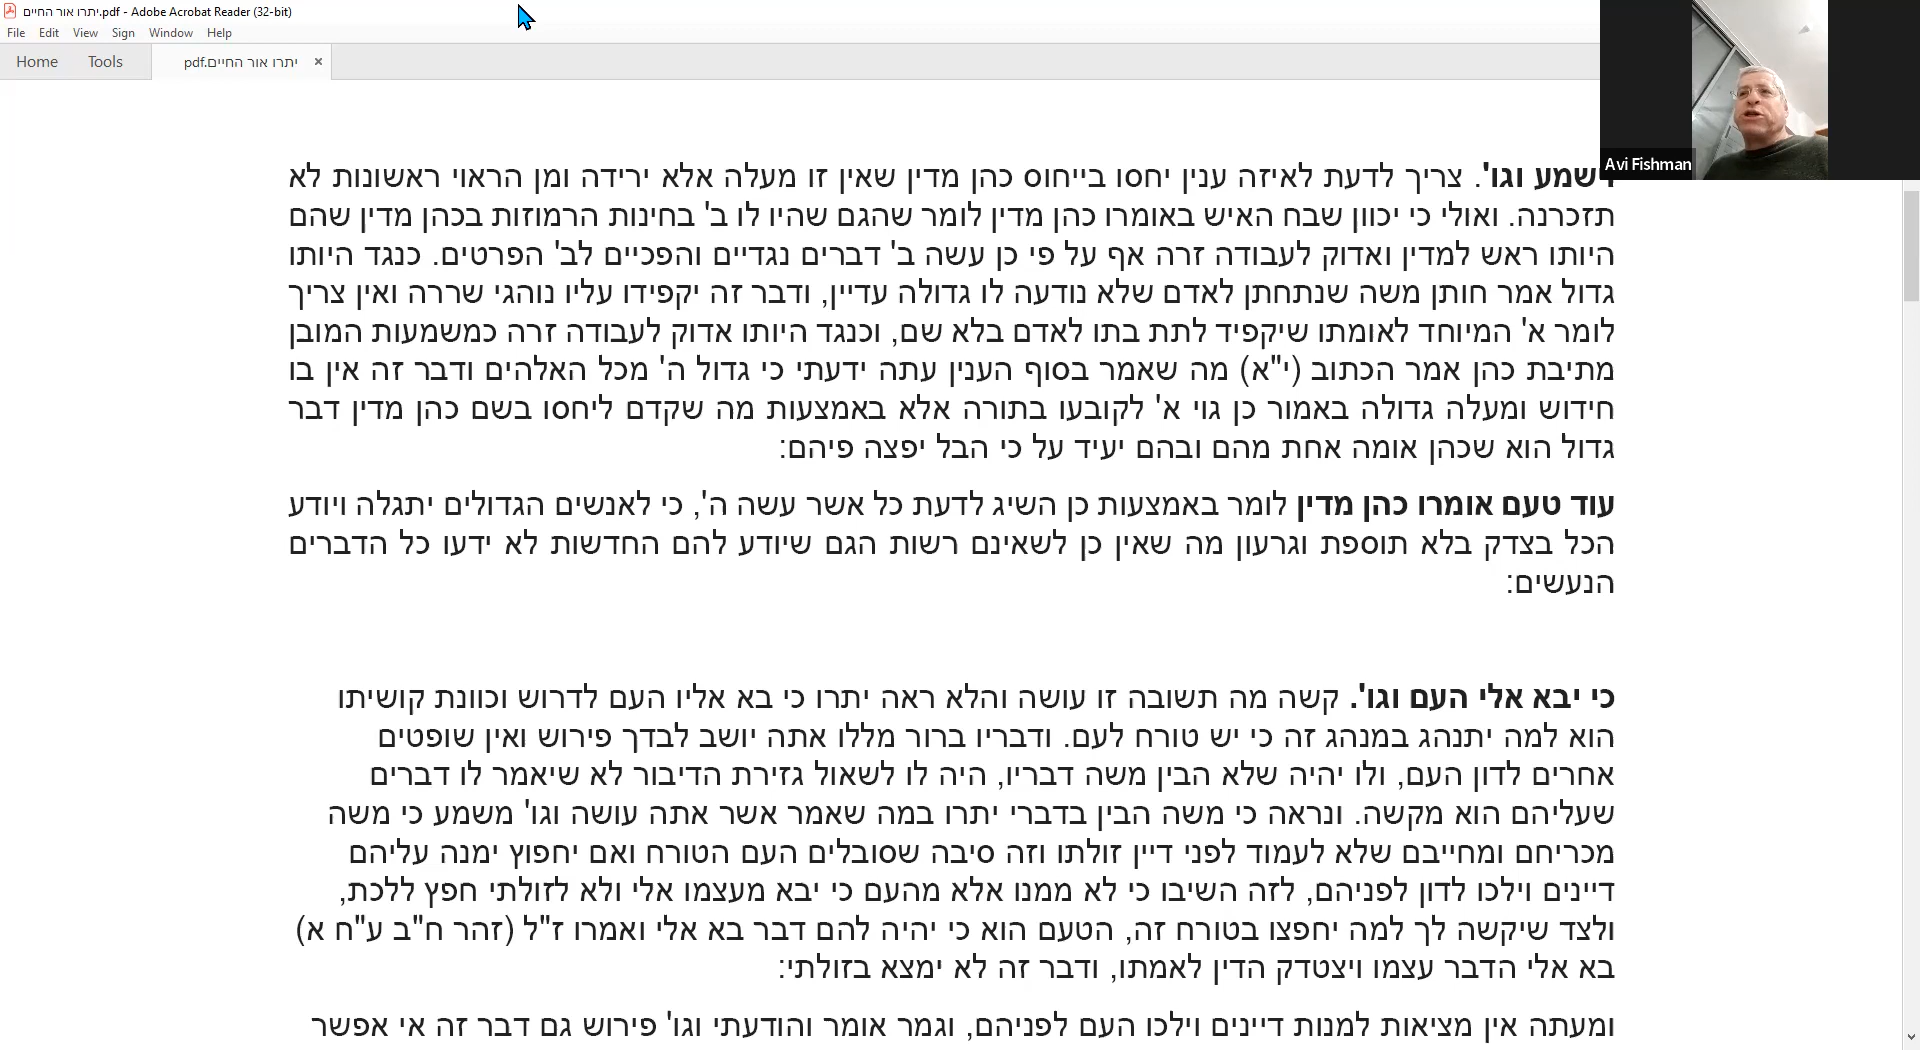 יתרו אור החיים.pdf - Adobe Acrobat Reader (32-bit)
File Edit View Sign Window Help
Home Tools יתרו אור החיים.pdf ×
Avi Fishman
וישמע וגו'. צריך לדעת לאיזה ענין יחסו בייחוס כהן מדין שאין זו מעלה אלא ירידה ומן הראוי ראשונות לא
תזכרנה. ואולי כי יכוון שבח האיש באומרו כהן מדין לומר שהגם שהיו לו ב' בחינות הרמוזות בכהן מדין שהם
היותו ראש למדין ואדוק לעבודה זרה אף על פי כן עשה ב' דברים נגדיים והפכיים לב' הפרטים. כנגד היותו
גדול אמר חותן משה שנתחתן לאדם שלא נודעה לו גדולה עדיין, ודבר זה יקפידו עליו נוהגי שררה ואין צריך
לומר א' המיוחד לאומתו שיקפיד לתת בתו לאדם בלא שם, וכנגד היותו אדוק לעבודה זרה כמשמעות המובן
מתיבת כהן אמר הכתוב (י"א) מה שאמר בסוף הענין עתה ידעתי כי גדול ה' מכל האלהים ודבר זה אין בו
חידוש ומעלה גדולה באמור כן גוי א' לקובעו בתורה אלא באמצעות מה שקדם ליחסו בשם כהן מדין דבר
גדול הוא שכהן אומה אחת מהם ובהם יעיד על כי הבל יפצה פיהם:
עוד טעם אומרו כהן מדין לומר באמצעות כן השיג לדעת כל אשר עשה ה', כי לאנשים הגדולים יתגלה ויודע
הכל בצדק בלא תוספת וגרעון מה שאין כן לשאינם רשות הגם שיודע להם החדשות לא ידעו כל הדברים
הנעשים:
כי יבא אלי העם וגו'. קשה מה תשובה זו עושה והלא ראה יתרו כי בא אליו העם לדרוש וכוונת קושיתו
הוא למה יתנהג במנהג זה כי יש טורח לעם. ודבריו ברור מללו אתה יושב לבדך פירוש ואין שופטים
אחרים לדון העם, ולו יהיה שלא הבין משה דבריו, היה לו לשאול גזירת הדיבור לא שיאמר לו דברים
שעליהם הוא מקשה. ונראה כי משה הבין בדברי יתרו במה שאמר אשר אתה עושה וגו' משמע כי משה
מכריחם ומחייבם שלא לעמוד לפני דיין זולתו וזה סיבה שסובלים העם הטורח ואם יחפוץ ימנה עליהם
דיינים וילכו לדון לפניהם, לזה השיבו כי לא ממנו אלא מהעם כי יבא מעצמו אלי ולא לזולתי חפץ ללכת,
ולצד שיקשה לך למה יחפצו בטורח זה, הטעם הוא כי יהיה להם דבר בא אלי ואמרו ז"ל (זהר ח"ב ע"ח א)
בא אלי הדבר עצמו ויצטדק הדין לאמתו, ודבר זה לא ימצא בזולתי:
ומעתה אין מציאות למנות דיינים וילכו העם לפניהם, וגמר אומר והודעתי וגו' פירוש גם דבר זה אי אפשר